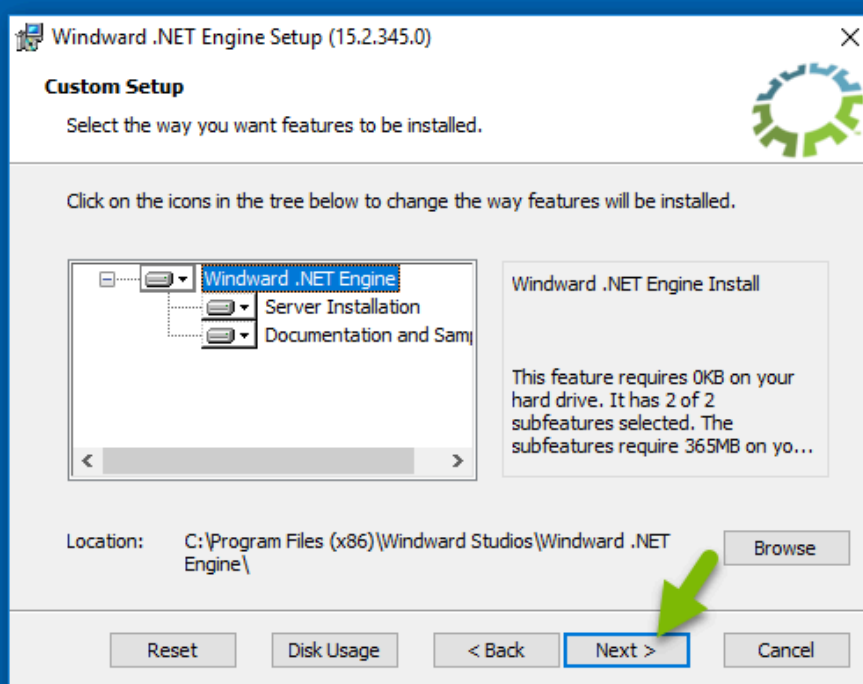 Windward .NET Engine Setup (15.2.345.0)
Custom Setup
Select the way you want features to be installed.
Click on the icons in the tree below to change the way features will be installed.
Windward .NET Engine
Server Installation
Documentation and
Windward .NET Engine Install
This feature requires 0KB on your
hard drive. It has 2 of 2
subfeatures selected. The
subfeatures require 365MB on yo...
Location:
C:\Program Files (x86)\Windward Studios\Windward .NET
Engine\
Browse
Reset
Disk Usage
< Back
Next >
Cancel